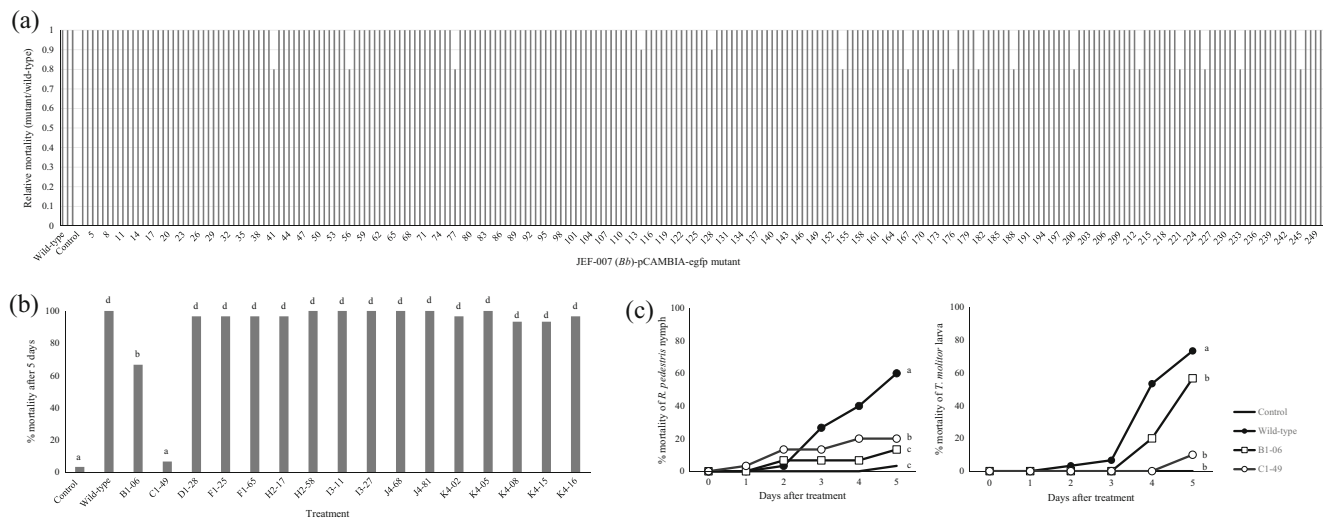 (a)
Relative mortality (mutant/wild-type)
1
0.9
0.8
0.7
0.6
0.5
0.4
0.3
0.2
0.1
0
Wild-type Control 5 8 11 14 17 20 23 26 29 32 35 38 41 44 47 50 53 56 59 62 65 68 71 74 77 80 83 86 89 92 95 98 101 104 107 110 113 116 119 122 125 128 131 134 137 140 143 146 149 152 155 158 161 164 167 170 173 176 179 182 185 188 191 194 197 200 203 206 209 212 215 218 221 224 227 230 233 236 239 242 245 249
JEF-007 (Bb)-pCAMBIA-egfp mutant
(b)
% mortality after 5 days
100
80
60
40
20
0
a d b a d d d d d d d d d d d d d d
Control Wild-type B1-06 C1-49 D1-28 F1-25 F1-65 H2-17 H2-58 I3-11 I3-27 J4-68 J4-81 K4-02 K4-05 K4-08 K4-15 K4-16
Treatment
(c)
% mortality of R. pedestris nymph
100
80
60
40
20
0
a
b
c
c
0 1 2 3 4 5
Days after treatment
% mortality of T. molitor larva
100
80
60
40
20
0
a
b
b
b
0 1 2 3 4 5
Days after treatment
Control
Wild-type
B1-06
C1-49